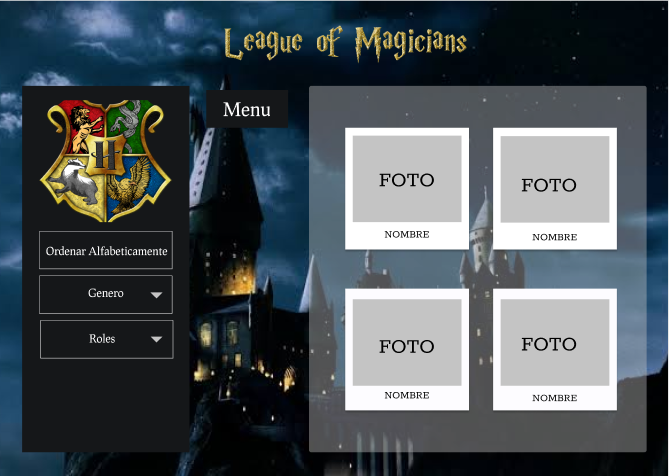 League of Magicians
Menu
H
Ordenar Alfabeticamente
Genero
Roles
FOTO
NOMBRE
FOTO
NOMBRE
FOTO
NOMBRE
FOTO
NOMBRE